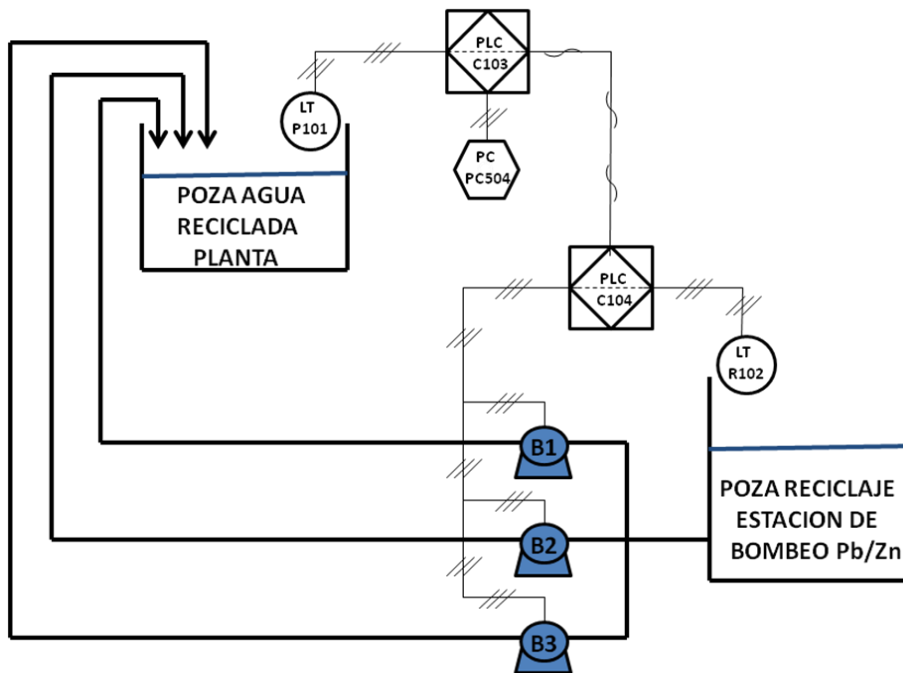 PLC
C103
LT
P101
PC
PC504
POZA AGUA
RECICLADA
PLANTA
PLC
C104
LT
R102
B1
B2
B3
POZA RECICLAJE
ESTACION DE
BOMBEO Pb/Zn